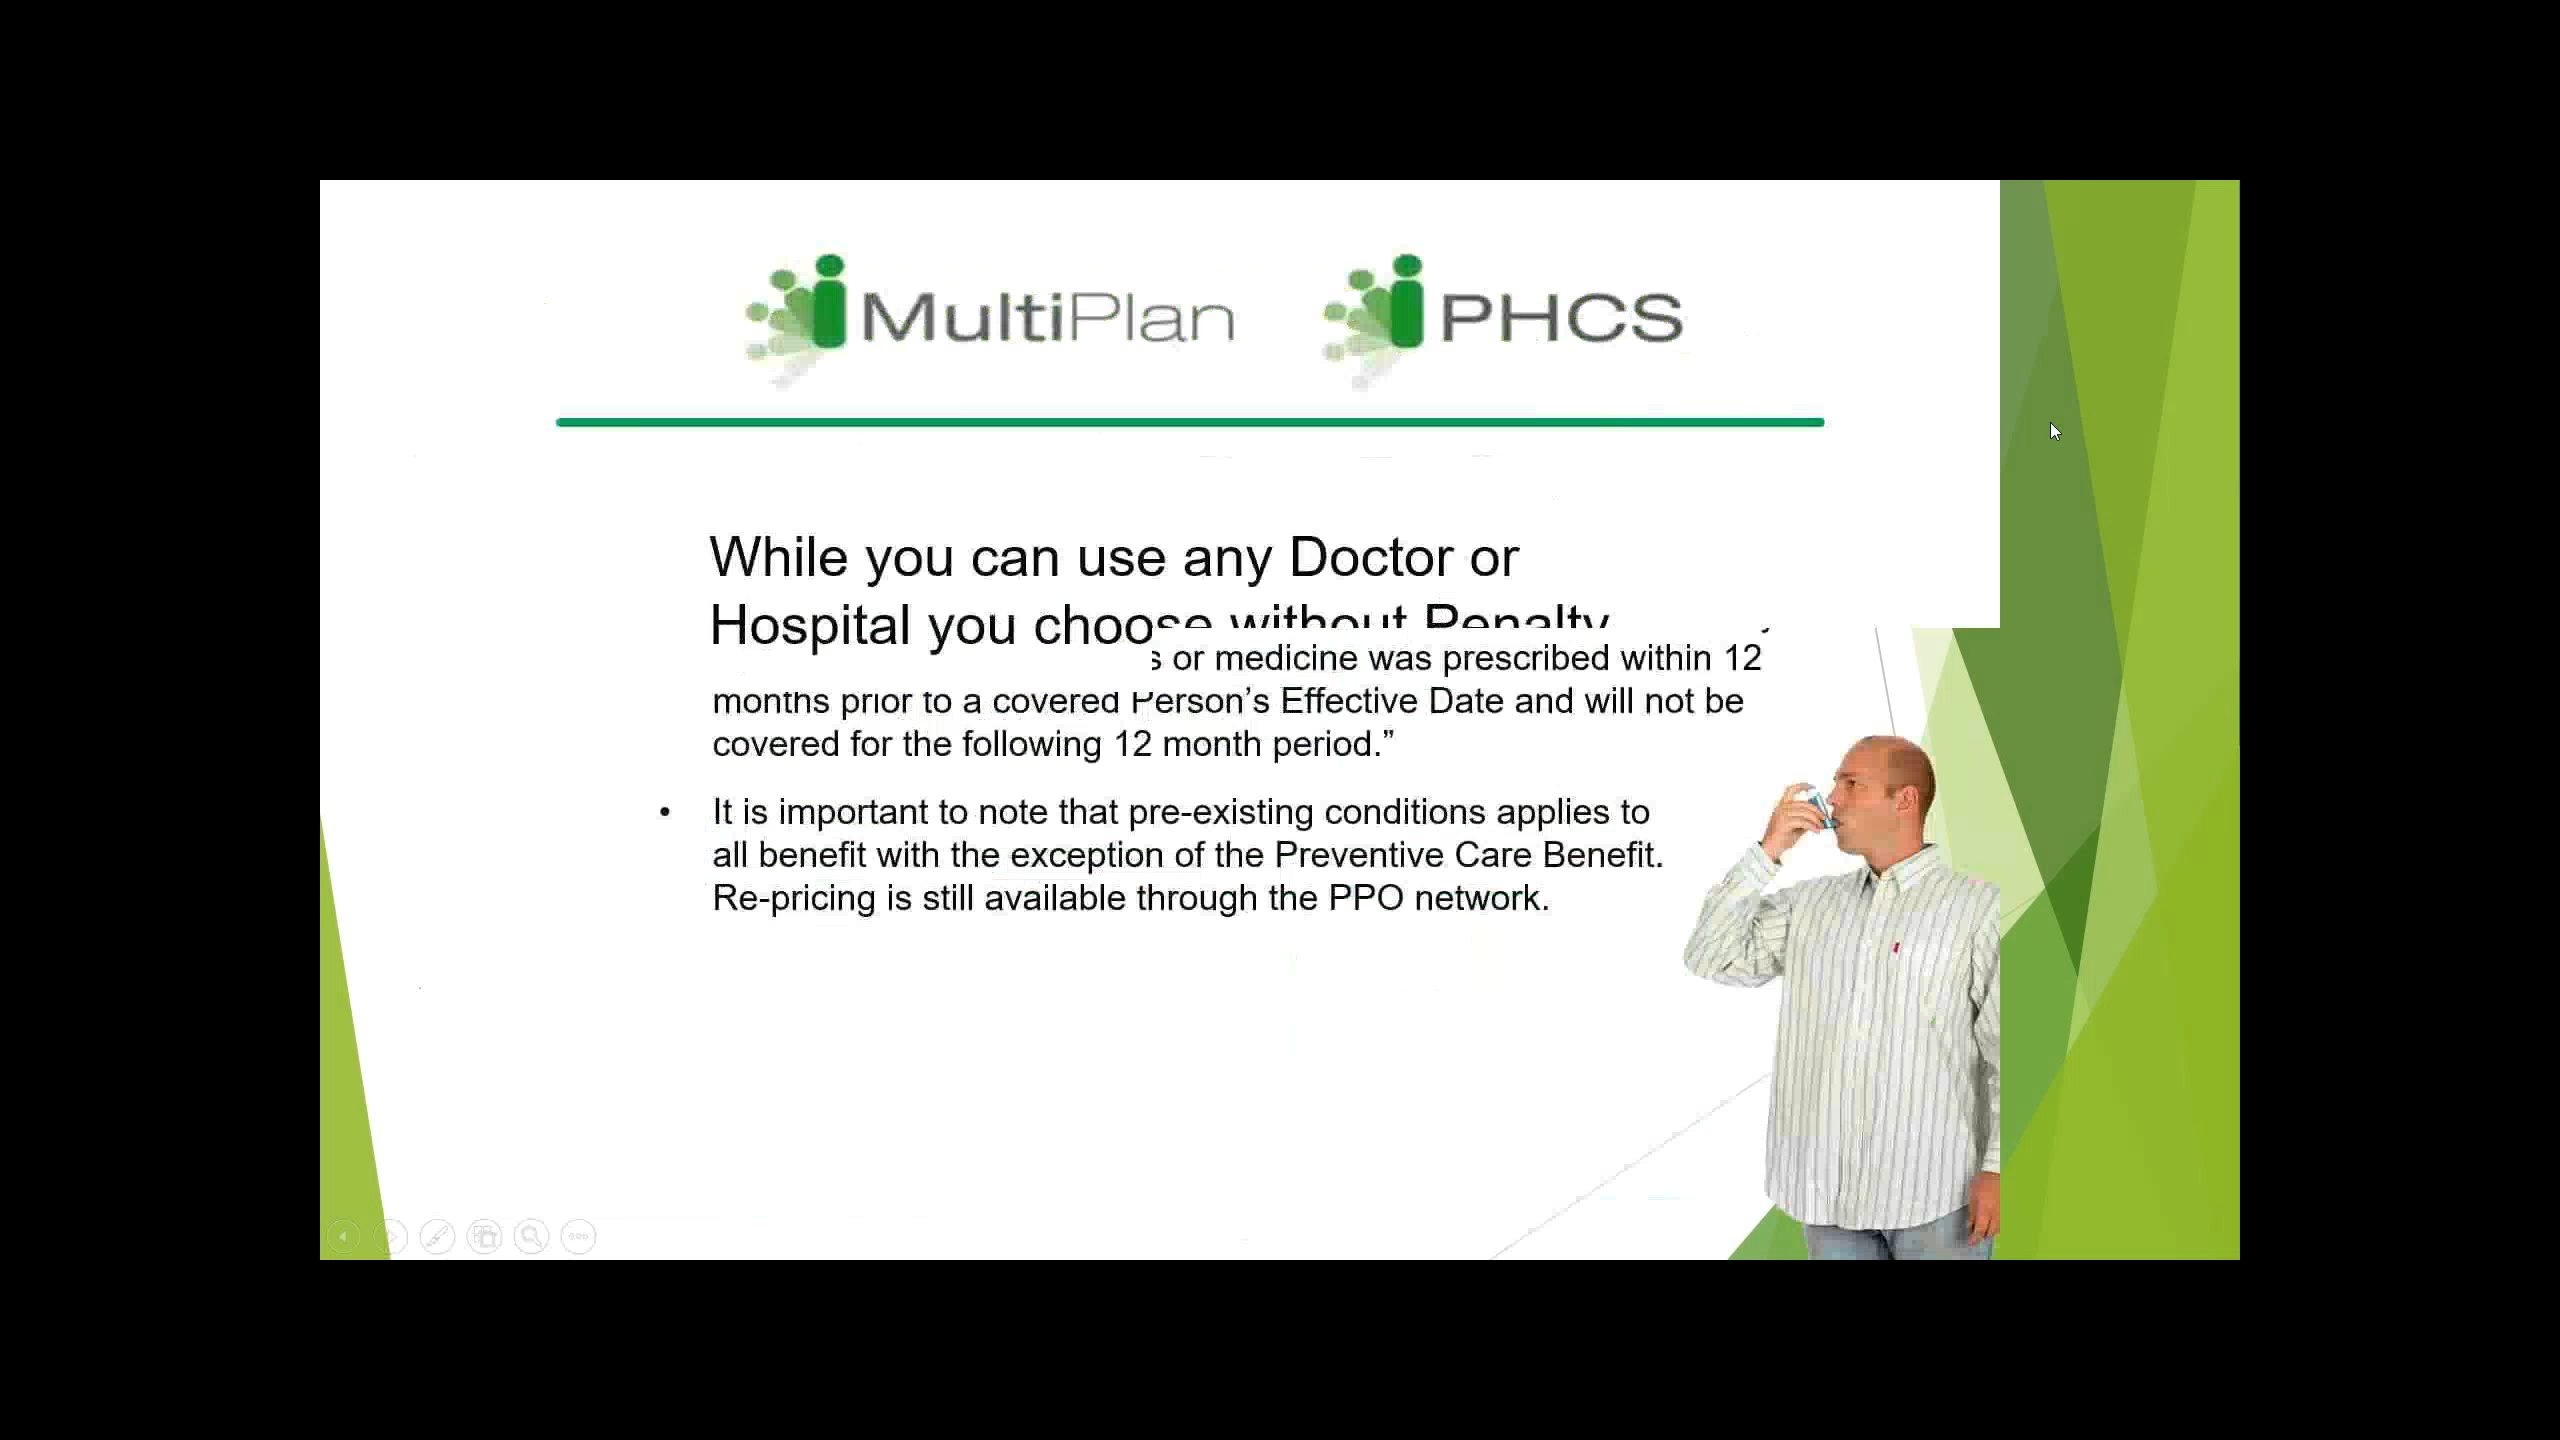 MultiPlan PHCS
While you can use any Doctor or
Hospital you choose without Penalty
s or medicine was prescribed within 12
months prior to a covered Person’s Effective Date and will not be
covered for the following 12 month period.”
• It is important to note that pre-existing conditions applies to
all benefit with the exception of the Preventive Care Benefit.
Re-pricing is still available through the PPO network.